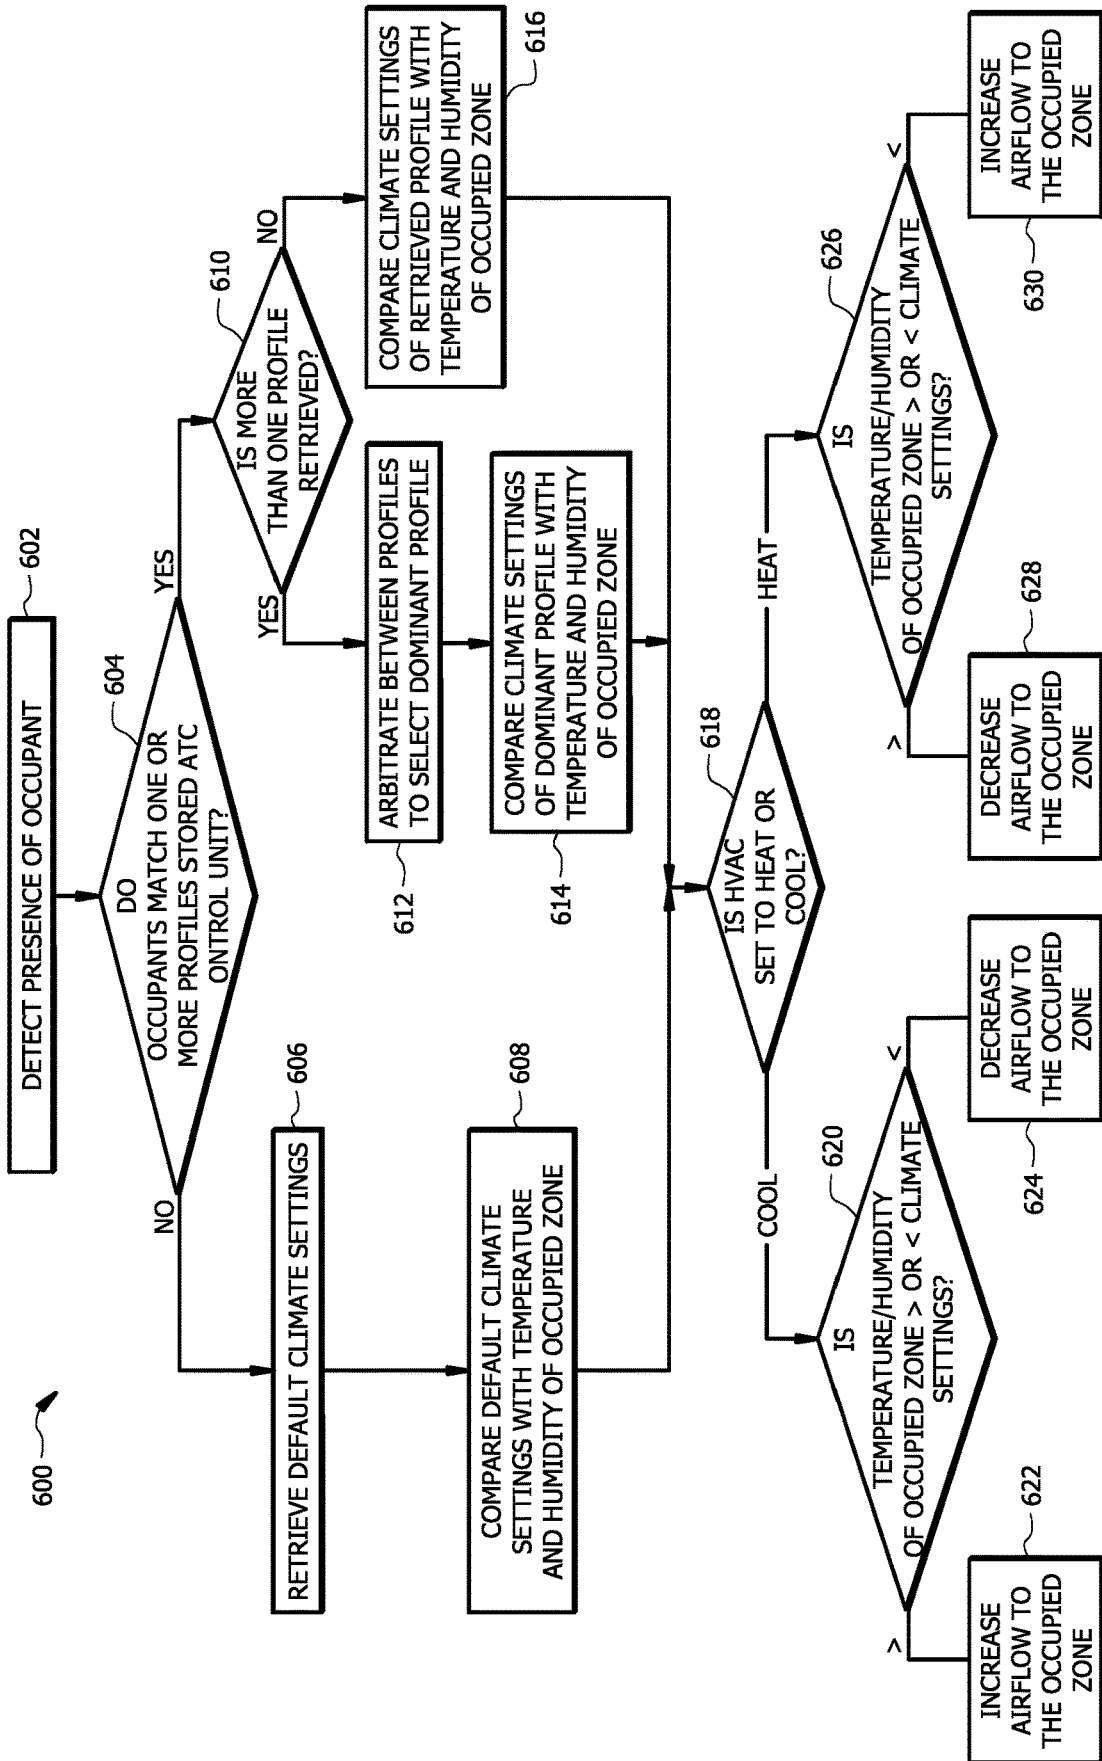 600
DETECT PRESENCE OF OCCUPANT
602
DO
OCCUPANTS MATCH ONE OR
MORE PROFILES STORED ATC
ONTROL UNIT?
604
NO
YES
RETRIEVE DEFAULT CLIMATE SETTINGS
606
COMPARE DEFAULT CLIMATE
SETTINGS WITH TEMPERATURE
AND HUMIDITY OF OCCUPIED ZONE
608
IS MORE
THAN ONE PROFILE
RETRIEVED?
610
YES
NO
ARBITRATE BETWEEN PROFILES
TO SELECT DOMINANT PROFILE
612
COMPARE CLIMATE SETTINGS
OF DOMINANT PROFILE WITH
TEMPERATURE AND HUMIDITY
OF OCCUPIED ZONE
614
COMPARE CLIMATE SETTINGS
OF RETRIEVED PROFILE WITH
TEMPERATURE AND HUMIDITY
OF OCCUPIED ZONE
616
IS HVAC
SET TO HEAT OR
COOL?
618
COOL
HEAT
IS
TEMPERATURE/HUMIDITY
OF OCCUPIED ZONE > OR < CLIMATE
SETTINGS?
620
>
<
INCREASE
AIRFLOW TO
THE OCCUPIED
ZONE
622
DECREASE
AIRFLOW TO
THE OCCUPIED
ZONE
624
IS
TEMPERATURE/HUMIDITY
OF OCCUPIED ZONE > OR < CLIMATE
SETTINGS?
626
>
<
DECREASE
AIRFLOW TO
THE OCCUPIED
ZONE
628
INCREASE
AIRFLOW TO
THE OCCUPIED
ZONE
630